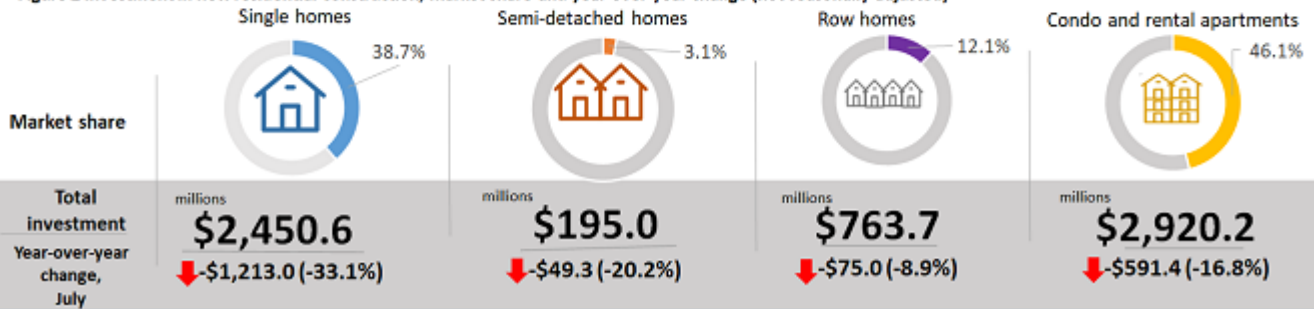 Single homes
Semi-detached homes
Row homes
Condo and rental apartments
38.7%
3.1%
12.1%
46.1%
Market share
Total
investment
millions
$2,450.6
millions
$195.0
millions
$763.7
millions
$2,920.2
Year-over-year
change,
July
-$1,213.0 (-33.1%)
-$49.3 (-20.2%)
-$75.0 (-8.9%)
-$591.4 (-16.8%)